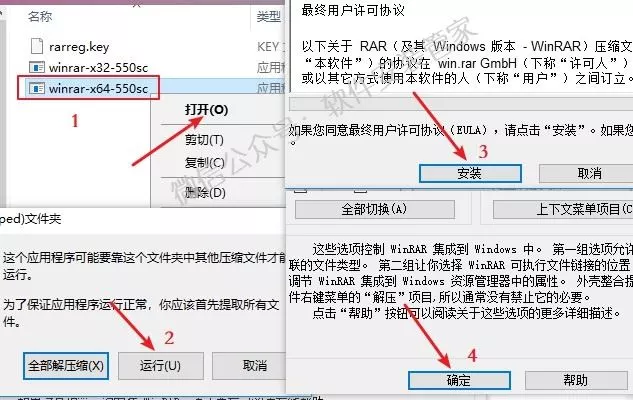 名称
类型
rarreg.key
KEY 文
winrar-x32-550sc
应用程
winrar-x64-550sc
应用程
1
打开(O)
剪切(T)
复制(C)
删除(D)
最终用户许可协议
以下关于 RAR（及其 Windows 版本 - WinRAR）压缩文
“本软件”）的协议在 win.rar GmbH（下称“许可人”）
或以其它方式使用本软件的人（下称“用户”）之间订立。
如果您同意最终用户许可协议（EULA），请点击“安装”。如果您
。
3
安装
取消
ped)文件夹
这个应用程序可能要靠这个文件夹中其他压缩文件才能
运行。
为了保证应用程序运行正常，你应该首先提取所有文
件。
2
全部解压缩(X)
运行(U)
取消
全部切换(A)
上下文菜单项目(C)
这些选项控制 WinRAR 集成到 Windows 中。 第一组选项允许
联的文件类型。 第二组让你选择 WinRAR 可执行文件链接的位置
调节 WinRAR 集成到 Windows 资源管理器中的属性。 外壳整合提
件右键菜单的“解压”项目,所以通常没有禁止它的必要。
点击“帮助”按钮可以阅读关于这些选项的更多详细描述。
4
确定
帮助